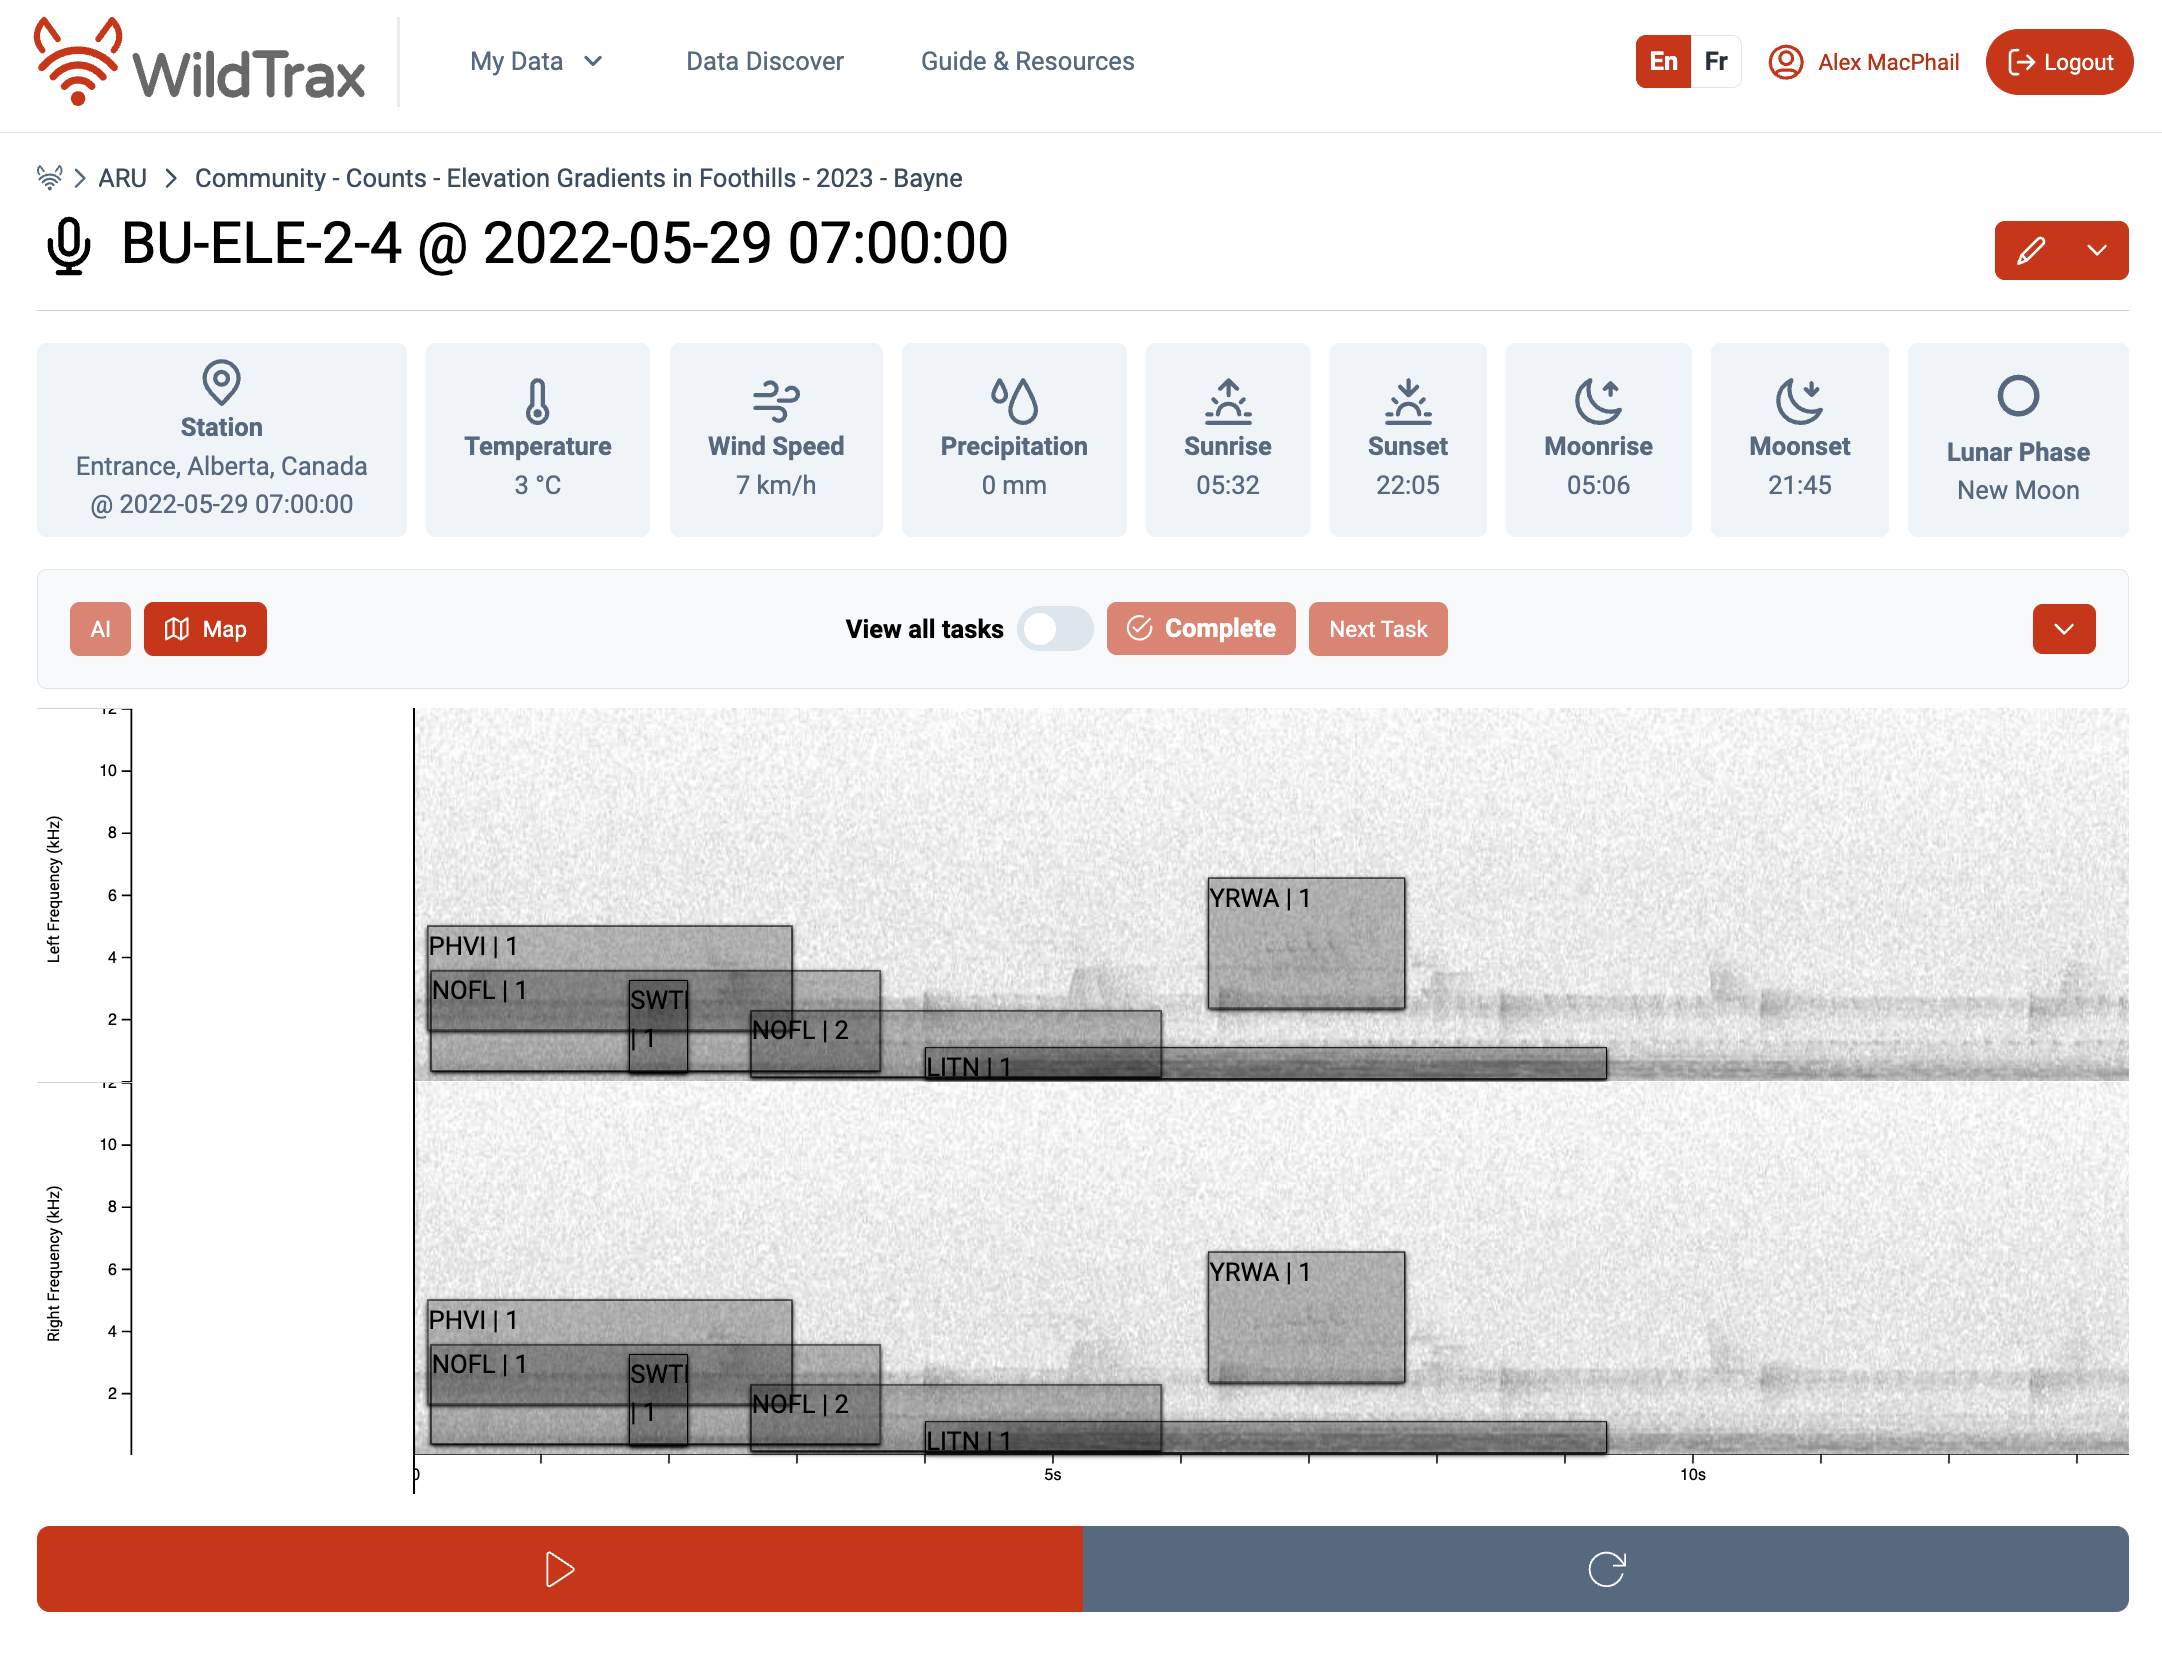 WildTrax
My Data
Data Discover
Guide & Resources
En
Fr
Alex MacPhail
Logout
ARU
Community - Counts - Elevation Gradients in Foothills - 2023 - Bayne
BU-ELE-2-4 @ 2022-05-29 07:00:00
Station
Entrance, Alberta, Canada
@ 2022-05-29 07:00:00
Temperature
3 °C
Wind Speed
7 km/h
Precipitation
0 mm
Sunrise
05:32
Sunset
22:05
Moonrise
05:06
Moonset
21:45
Lunar Phase
New Moon
AI
Map
View all tasks
Complete
Next Task
Left Frequency (kHz)
12
10
8
6
4
2
YRWA | 1
PHVI | 1
NOFL | 1
SWTI
| 1
NOFL | 2
LITN | 1
Right Frequency (kHz)
12
10
8
6
4
2
YRWA | 1
PHVI | 1
NOFL | 1
SWTI
| 1
NOFL | 2
LITN | 1
0
5s
10s